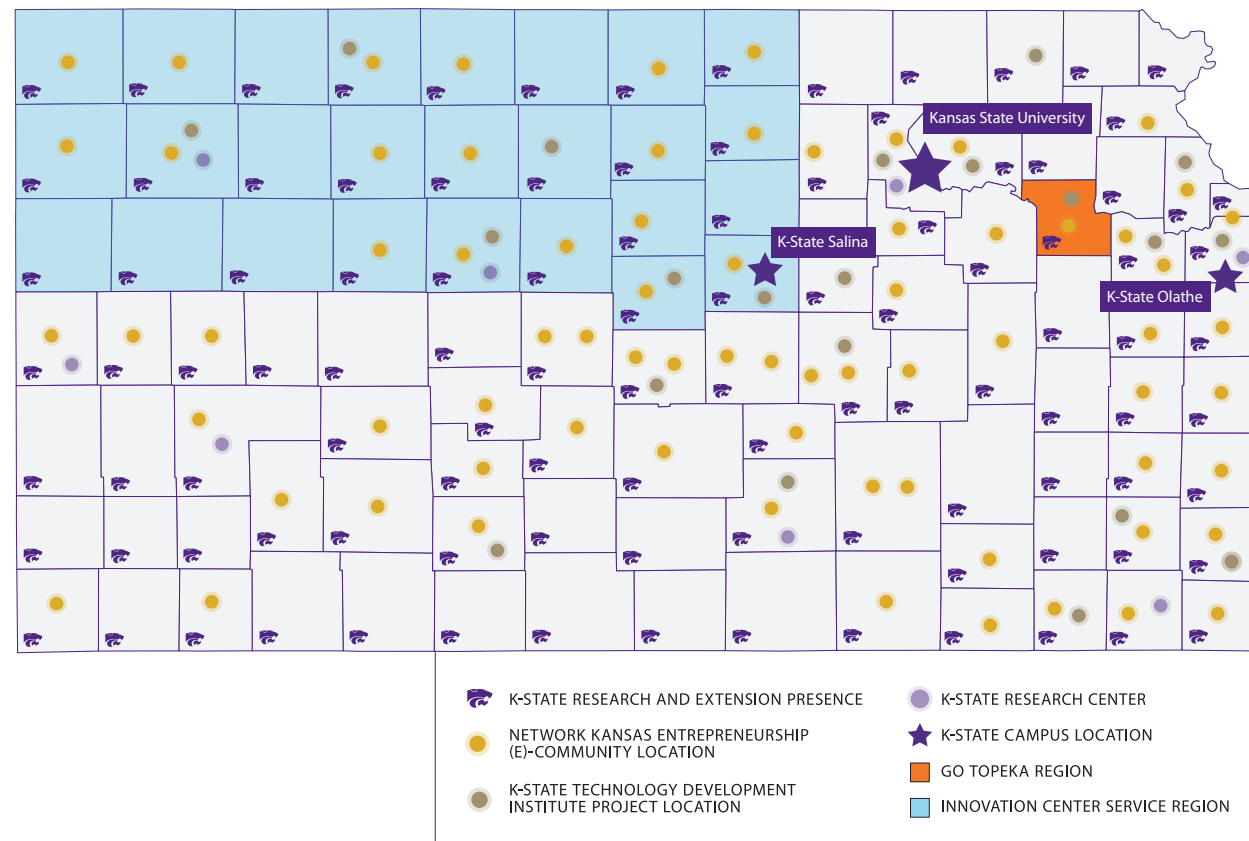 Kansas State University
K-State Salina
K-State Olathe
K-STATE RESEARCH AND EXTENSION PRESENCE
NETWORK KANSAS ENTREPRENEURSHIP
(E)-COMMUNITY LOCATION
K-STATE TECHNOLOGY DEVELOPMENT
INSTITUTE PROJECT LOCATION
K-STATE RESEARCH CENTER
K-STATE CAMPUS LOCATION
GO TOPEKA REGION
INNOVATION CENTER SERVICE REGION